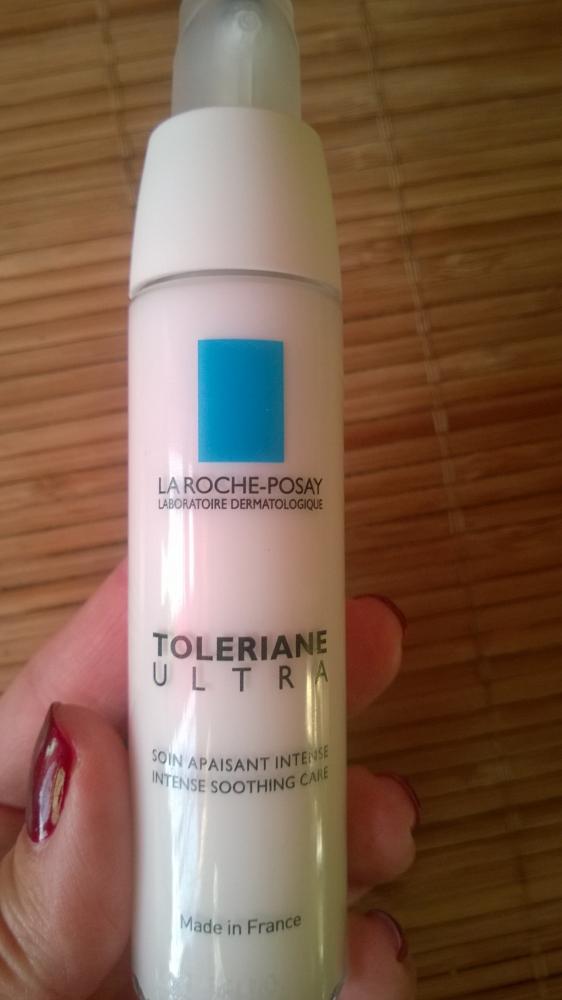 LA ROCHE-POSAY
LABORATOIRE DERMATOLOGIQUE
TOLERIANE
ULTRA
SOIN APAISANT INTENSE
INTENSE SOOTHING CARE
Made in France